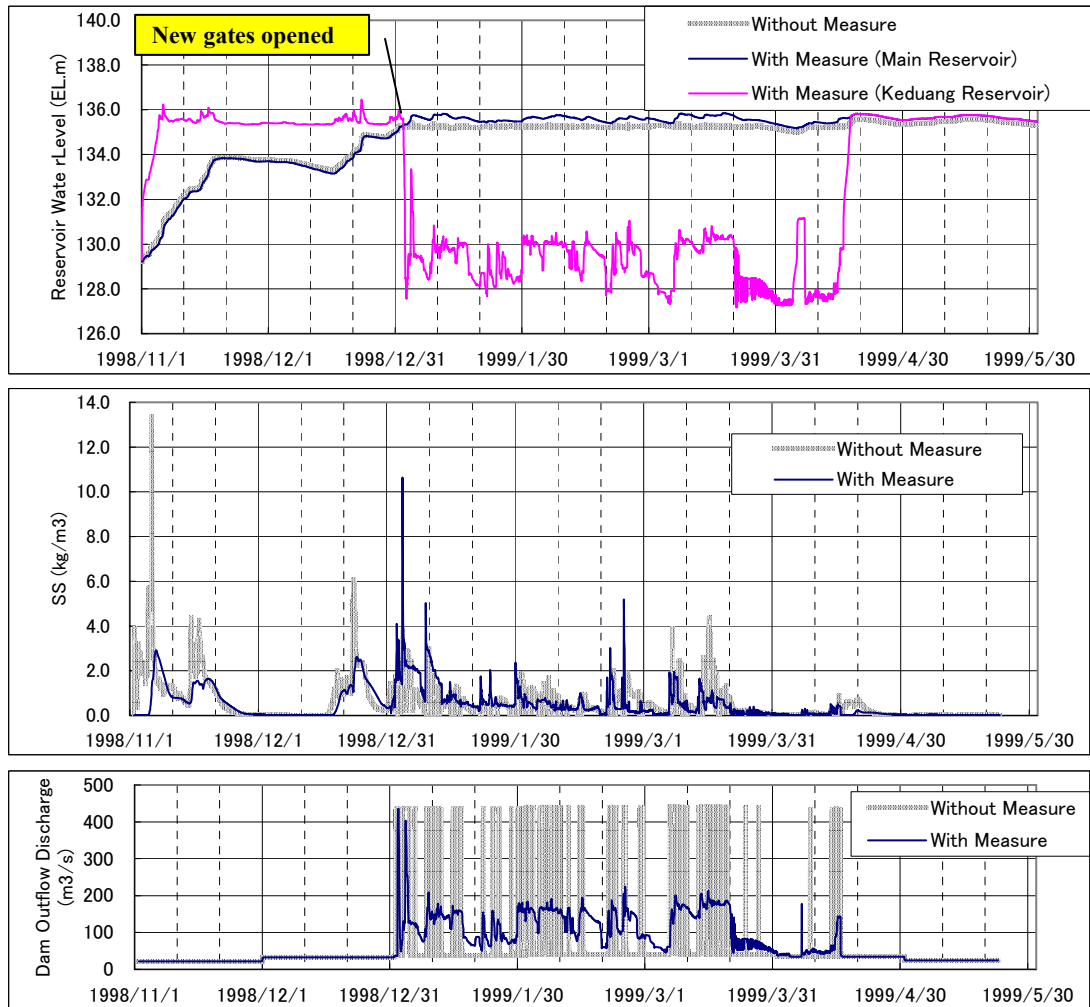 140.0
138.0
136.0
134.0
132.0
130.0
128.0
126.0
Reservoir Wate rLevel (EL.m)
New gates opened
Without Measure
With Measure (Main Reservoir)
With Measure (Keduang Reservoir)
1998/11/1 1998/12/1 1998/12/31 1999/1/30 1999/3/1 1999/3/31 1999/4/30 1999/5/30
14.0
12.0
10.0
8.0
6.0
4.0
2.0
0.0
SS (kg/m3)
Without Measure
With Measure
1998/11/1 1998/12/1 1998/12/31 1999/1/30 1999/3/1 1999/3/31 1999/4/30 1999/5/30
500
400
300
200
100
0
Dam Outflow Discharge
(m3/s)
Without Measure
With Measure
1998/11/1 1998/12/1 1998/12/31 1999/1/30 1999/3/1 1999/3/31 1999/4/30 1999/5/30